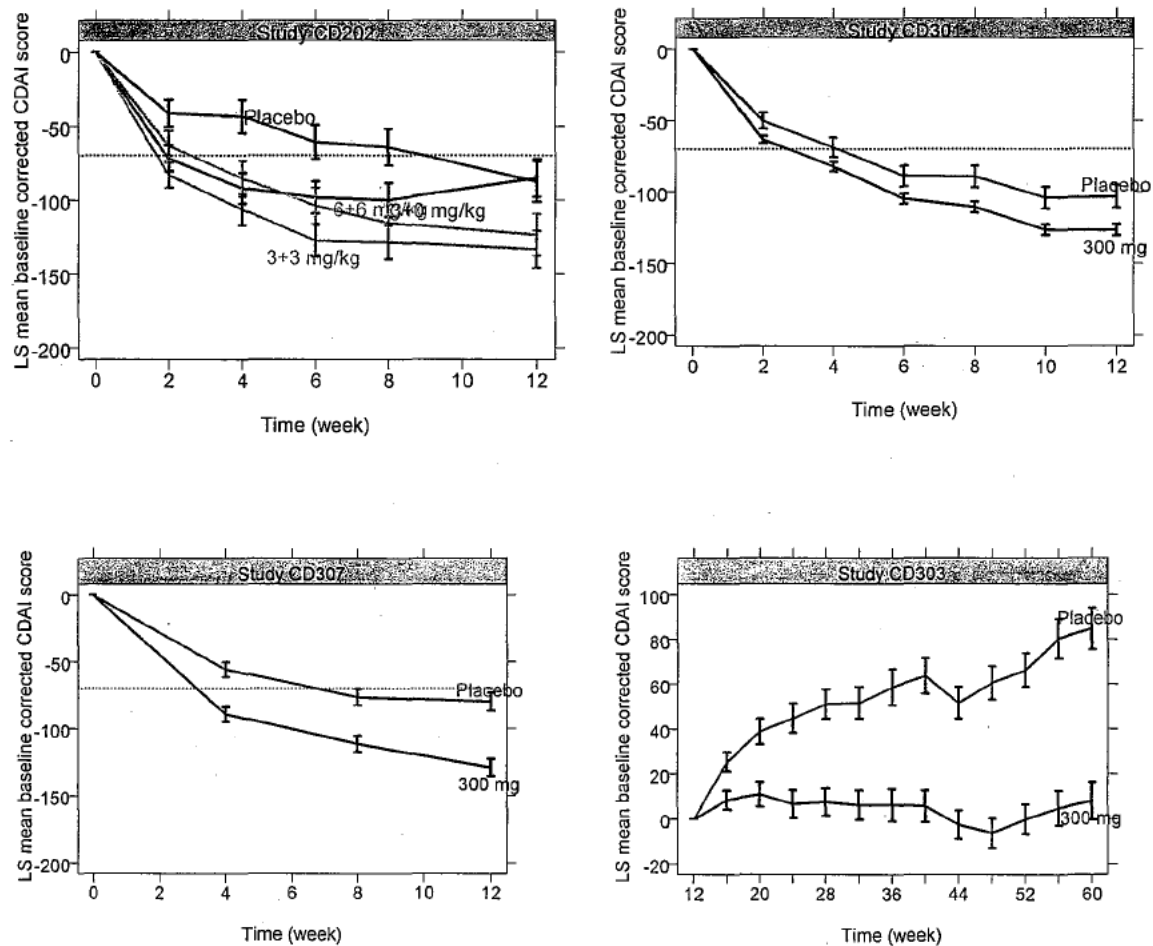 Study CD202
LS mean baseline corrected CDAI score
0
-50
-100
-150
-200
Placebo
6+6 mg/kg
3+0 mg/kg
3+3 mg/kg
0 2 4 6 8 10 12
Time (week)
Study CD301
LS mean baseline corrected CDAI score
0
-50
-100
-150
-200
Placebo
300 mg
0 2 4 6 8 10 12
Time (week)
Study CD307
LS mean baseline corrected CDAI score
0
-50
-100
-150
-200
Placebo
300 mg
0 4 8 12
Time (week)
Study CD303
LS mean baseline corrected CDAI score
100
80
60
40
20
0
-20
Placebo
300 mg
12 20 28 36 44 52 60
Time (week)